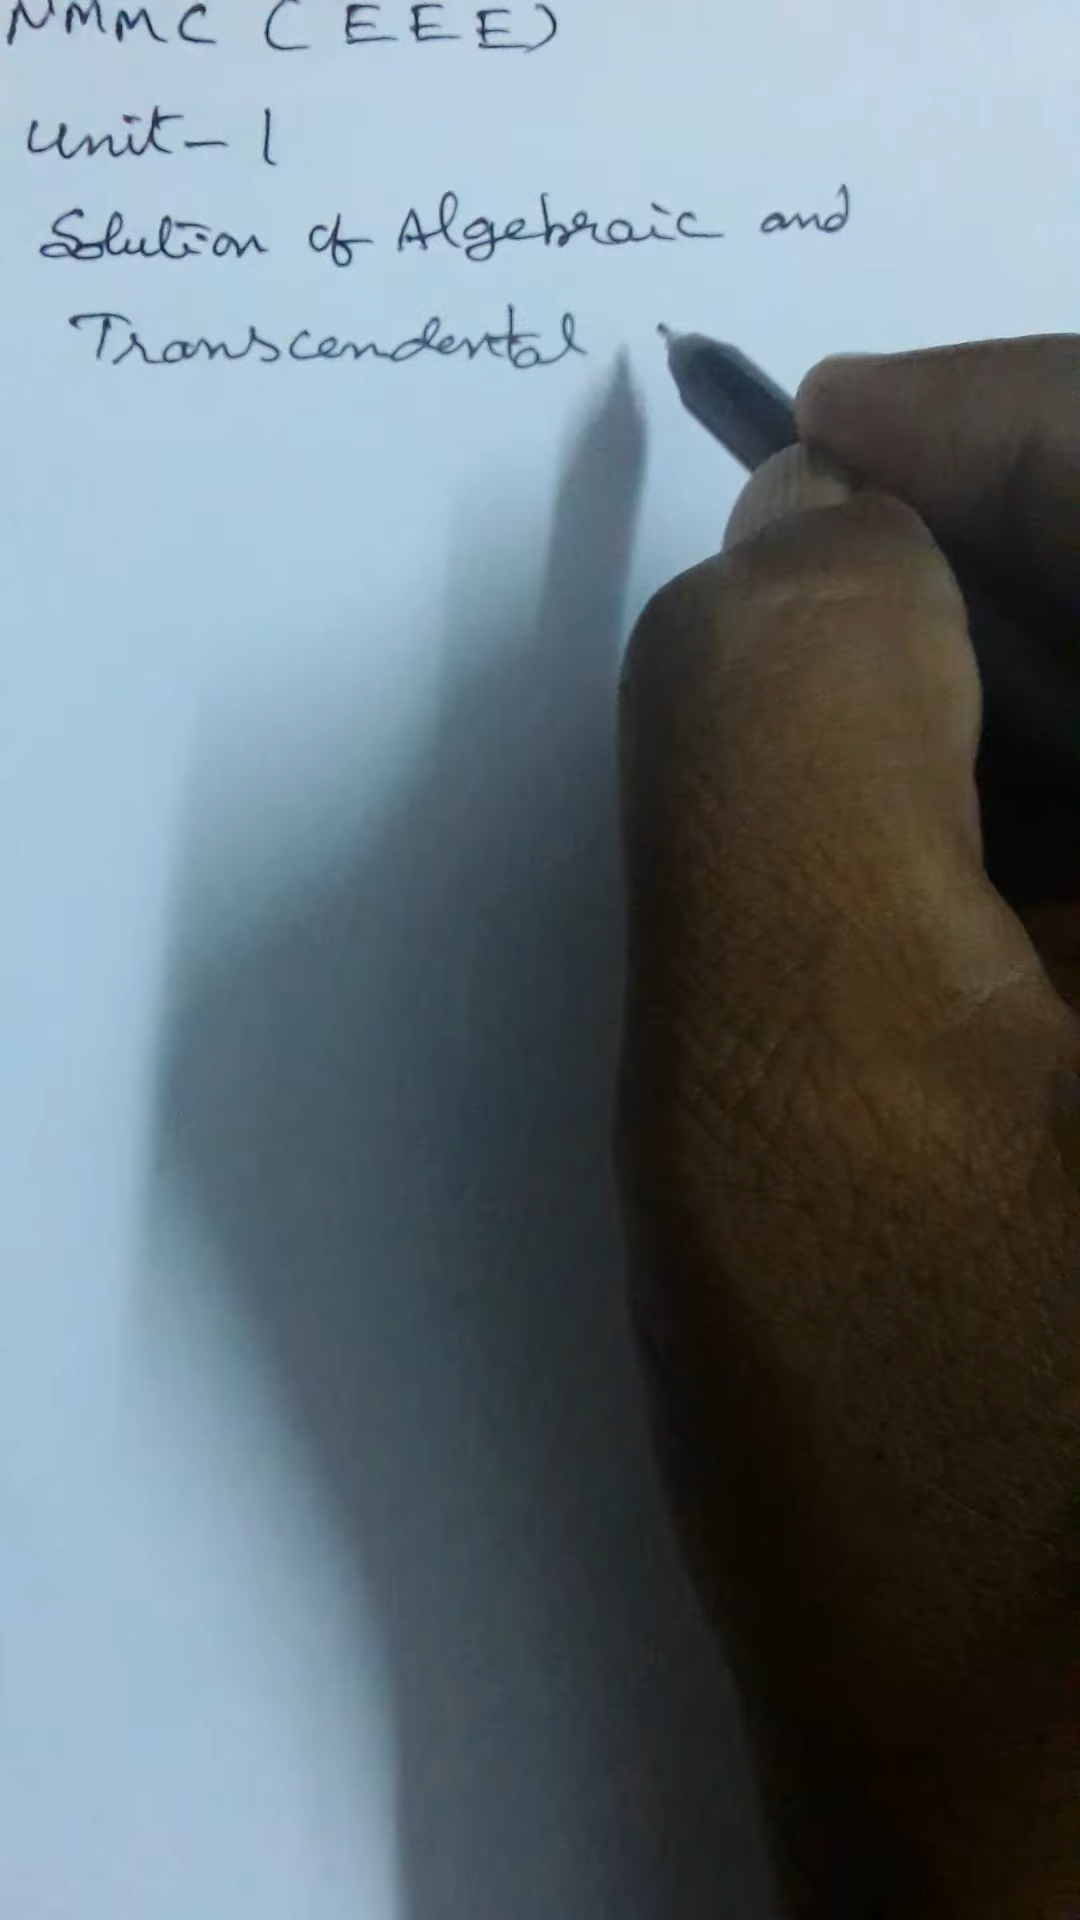 NMMC (EEE)
Unit-1
Solution of Algebraic and
Transcendental